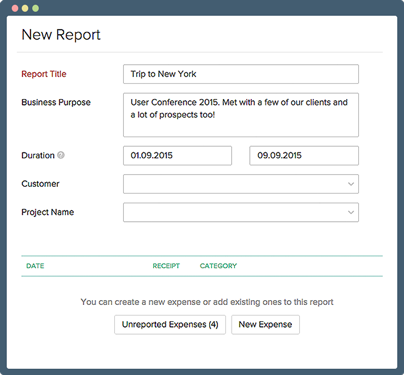 New Report
Report Title
Trip to New York
Business Purpose
User Conference 2015. Met with a few of our clients and
a lot of prospects too!
Duration ?
01.09.2015
09.09.2015
Customer
Project Name
DATE RECEIPT CATEGORY
You can create a new expense or add existing ones to this report
Unreported Expenses (4) New Expense